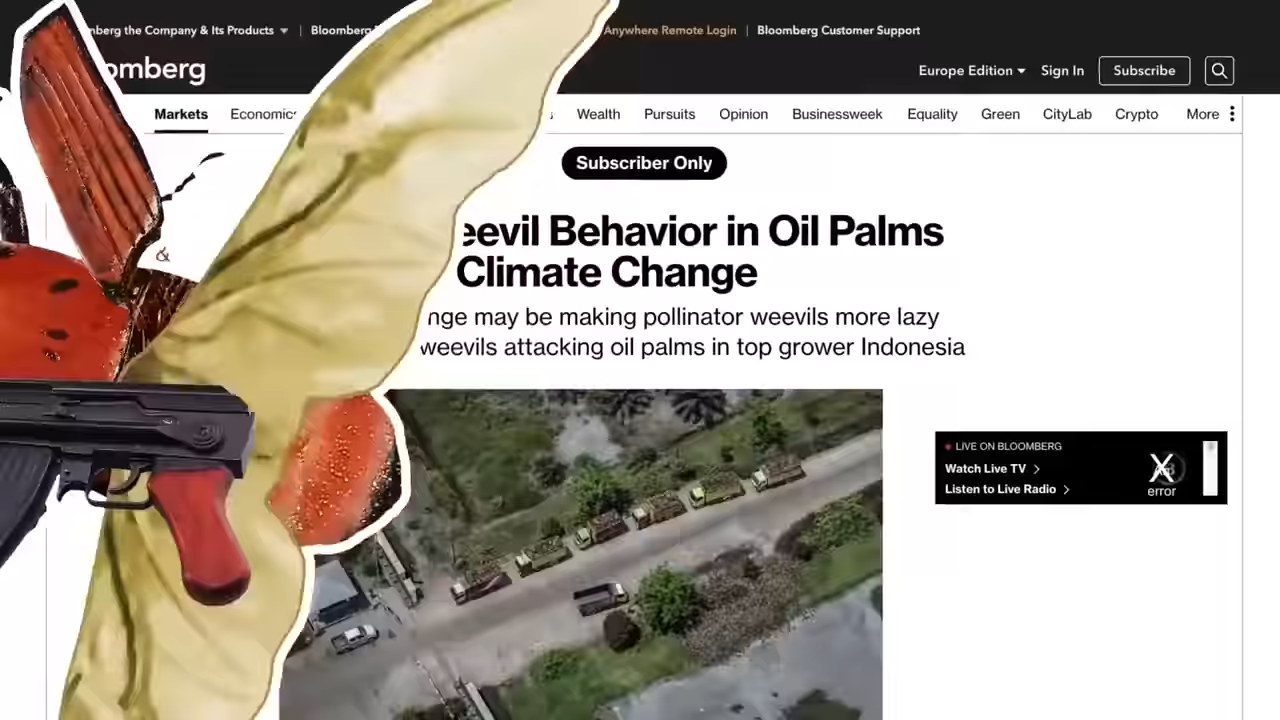 mberg the Company & Its Products | Bloomberg Anywhere Remote Login | Bloomberg Customer Support
omberg Europe Edition Sign In Subscribe
Markets Economics Wealth Pursuits Opinion Businessweek Equality Green CityLab Crypto More
Subscriber Only
&
eevil Behavior in Oil Palms
Climate Change
nge may be making pollinator weevils more lazy
weevils attacking oil palms in top grower Indonesia
LIVE ON BLOOMBERG
Watch Live TV
Listen to Live Radio
X
error